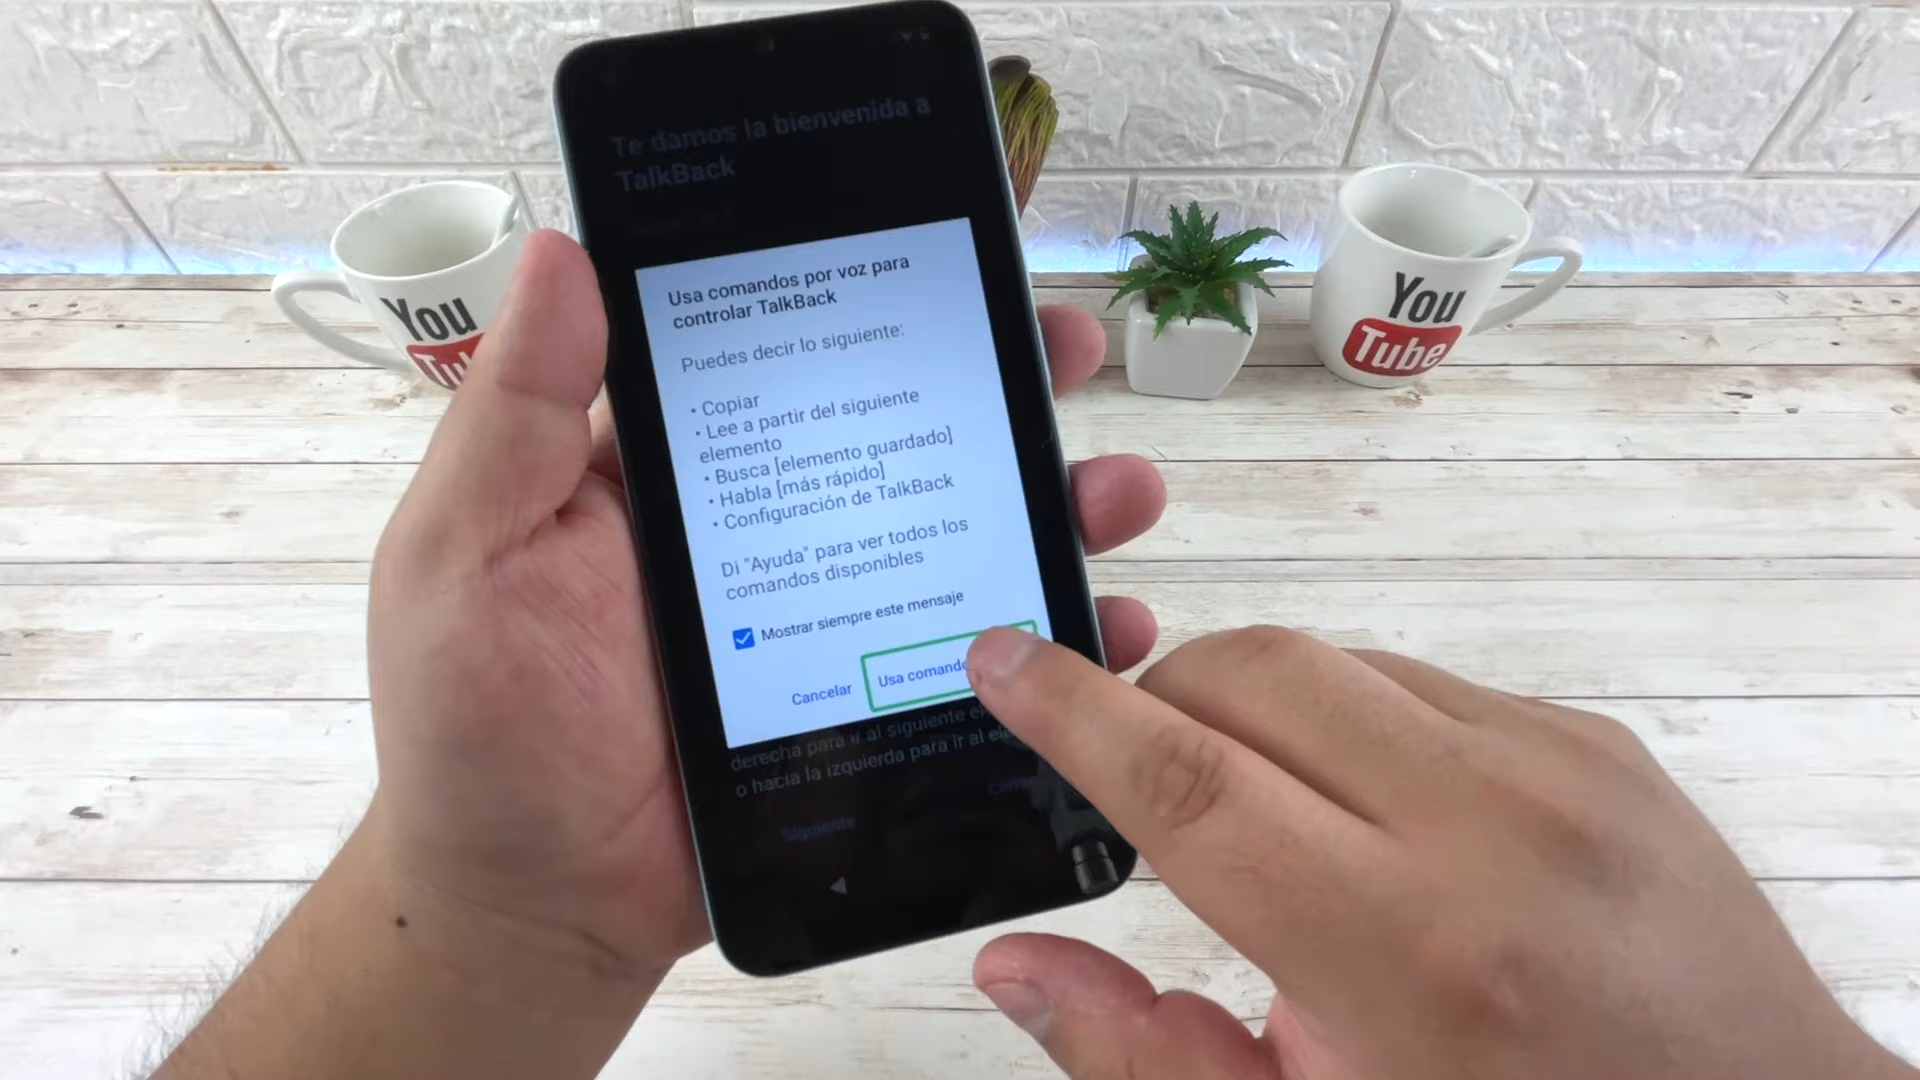 Te damos la bienvenida a
TalkBack
Usa comandos por voz para
controlar TalkBack
Puedes decir lo siguiente:
• Copiar
• Lee a partir del siguiente
elemento
• Busca [elemento guardado]
• Habla [más rápido]
• Configuración de TalkBack
Di "Ayuda" para ver todos los
comandos disponibles
Mostrar siempre este mensaje
Cancelar
Usa comando
derecha para ir al siguiente
o hacia la izquierda para ir al
Siguiente
You
Tu
You
Tube